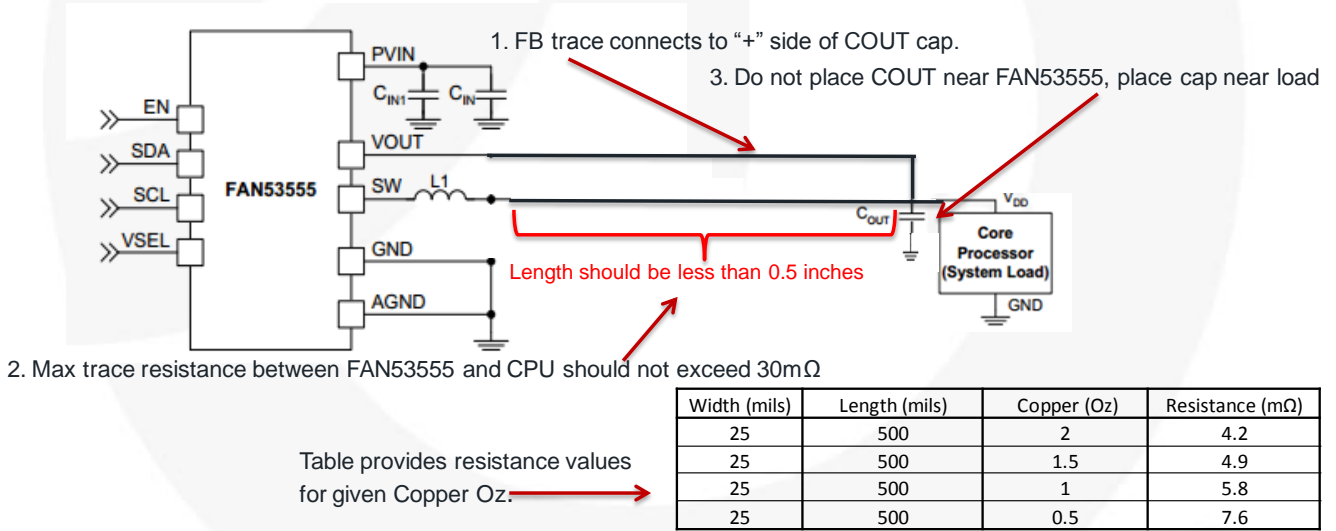 1. FB trace connects to “+” side of COUT cap.
3. Do not place COUT near FAN53555, place cap near load
PVIN
CIN1
CIN
EN
VOUT
SDA
FAN53555
SW
L1
SCL
VDD
COUT
VSEL
Core
Processor
(System Load)
GND
Length should be less than 0.5 inches
AGND
GND
2. Max trace resistance between FAN53555 and CPU should not exceed 30mΩ
Width (mils) Length (mils) Copper (Oz) Resistance (mΩ)
25 500 2 4.2
25 500 1.5 4.9
25 500 1 5.8
25 500 0.5 7.6
Table provides resistance values
for given Copper Oz.